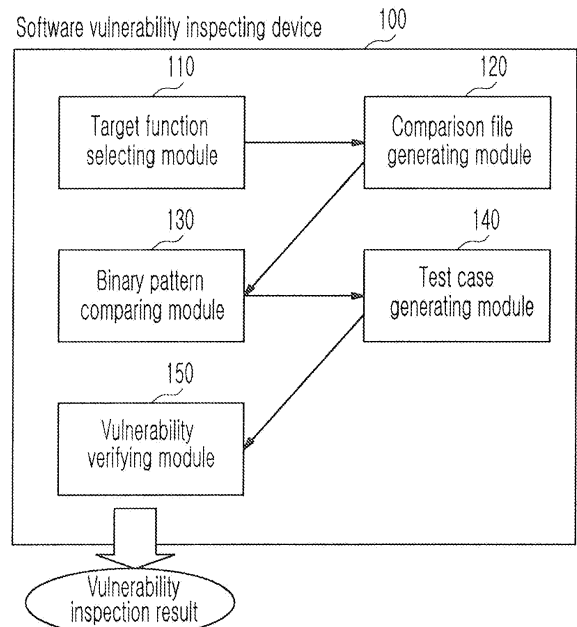 Software vulnerability inspecting device
100
110
Target function
selecting module
120
Comparison file
generating module
130
Binary pattern
comparing module
140
Test case
generating module
150
Vulnerability
verifying module
Vulnerability
inspection result